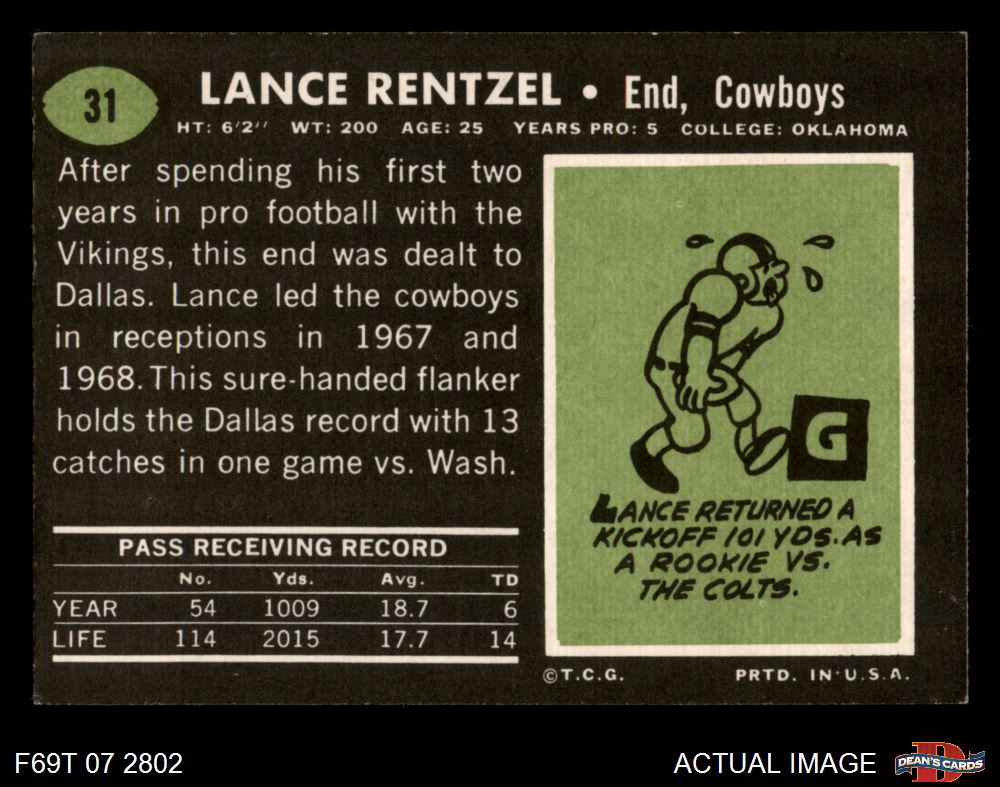 31
LANCE RENTZEL • End, Cowboys
HT: 6'2'' WT: 200 AGE: 25 YEARS PRO: 5 COLLEGE: OKLAHOMA
After spending his first two
years in pro football with the
Vikings, this end was dealt to
Dallas. Lance led the cowboys
in receptions in 1967 and
1968. This sure-handed flanker
holds the Dallas record with 13
catches in one game vs. Wash.
PASS RECEIVING RECORD
No. Yds. Avg. TD
YEAR 54 1009 18.7 6
LIFE 114 2015 17.7 14
G
LANCE RETURNED A
KICKOFF 101 YDS. AS
A ROOKIE VS.
THE COLTS.
©T.C.G. PRTD. IN U.S.A.
F69T 07 2802
ACTUAL IMAGE
D
DEAN'S CARDS